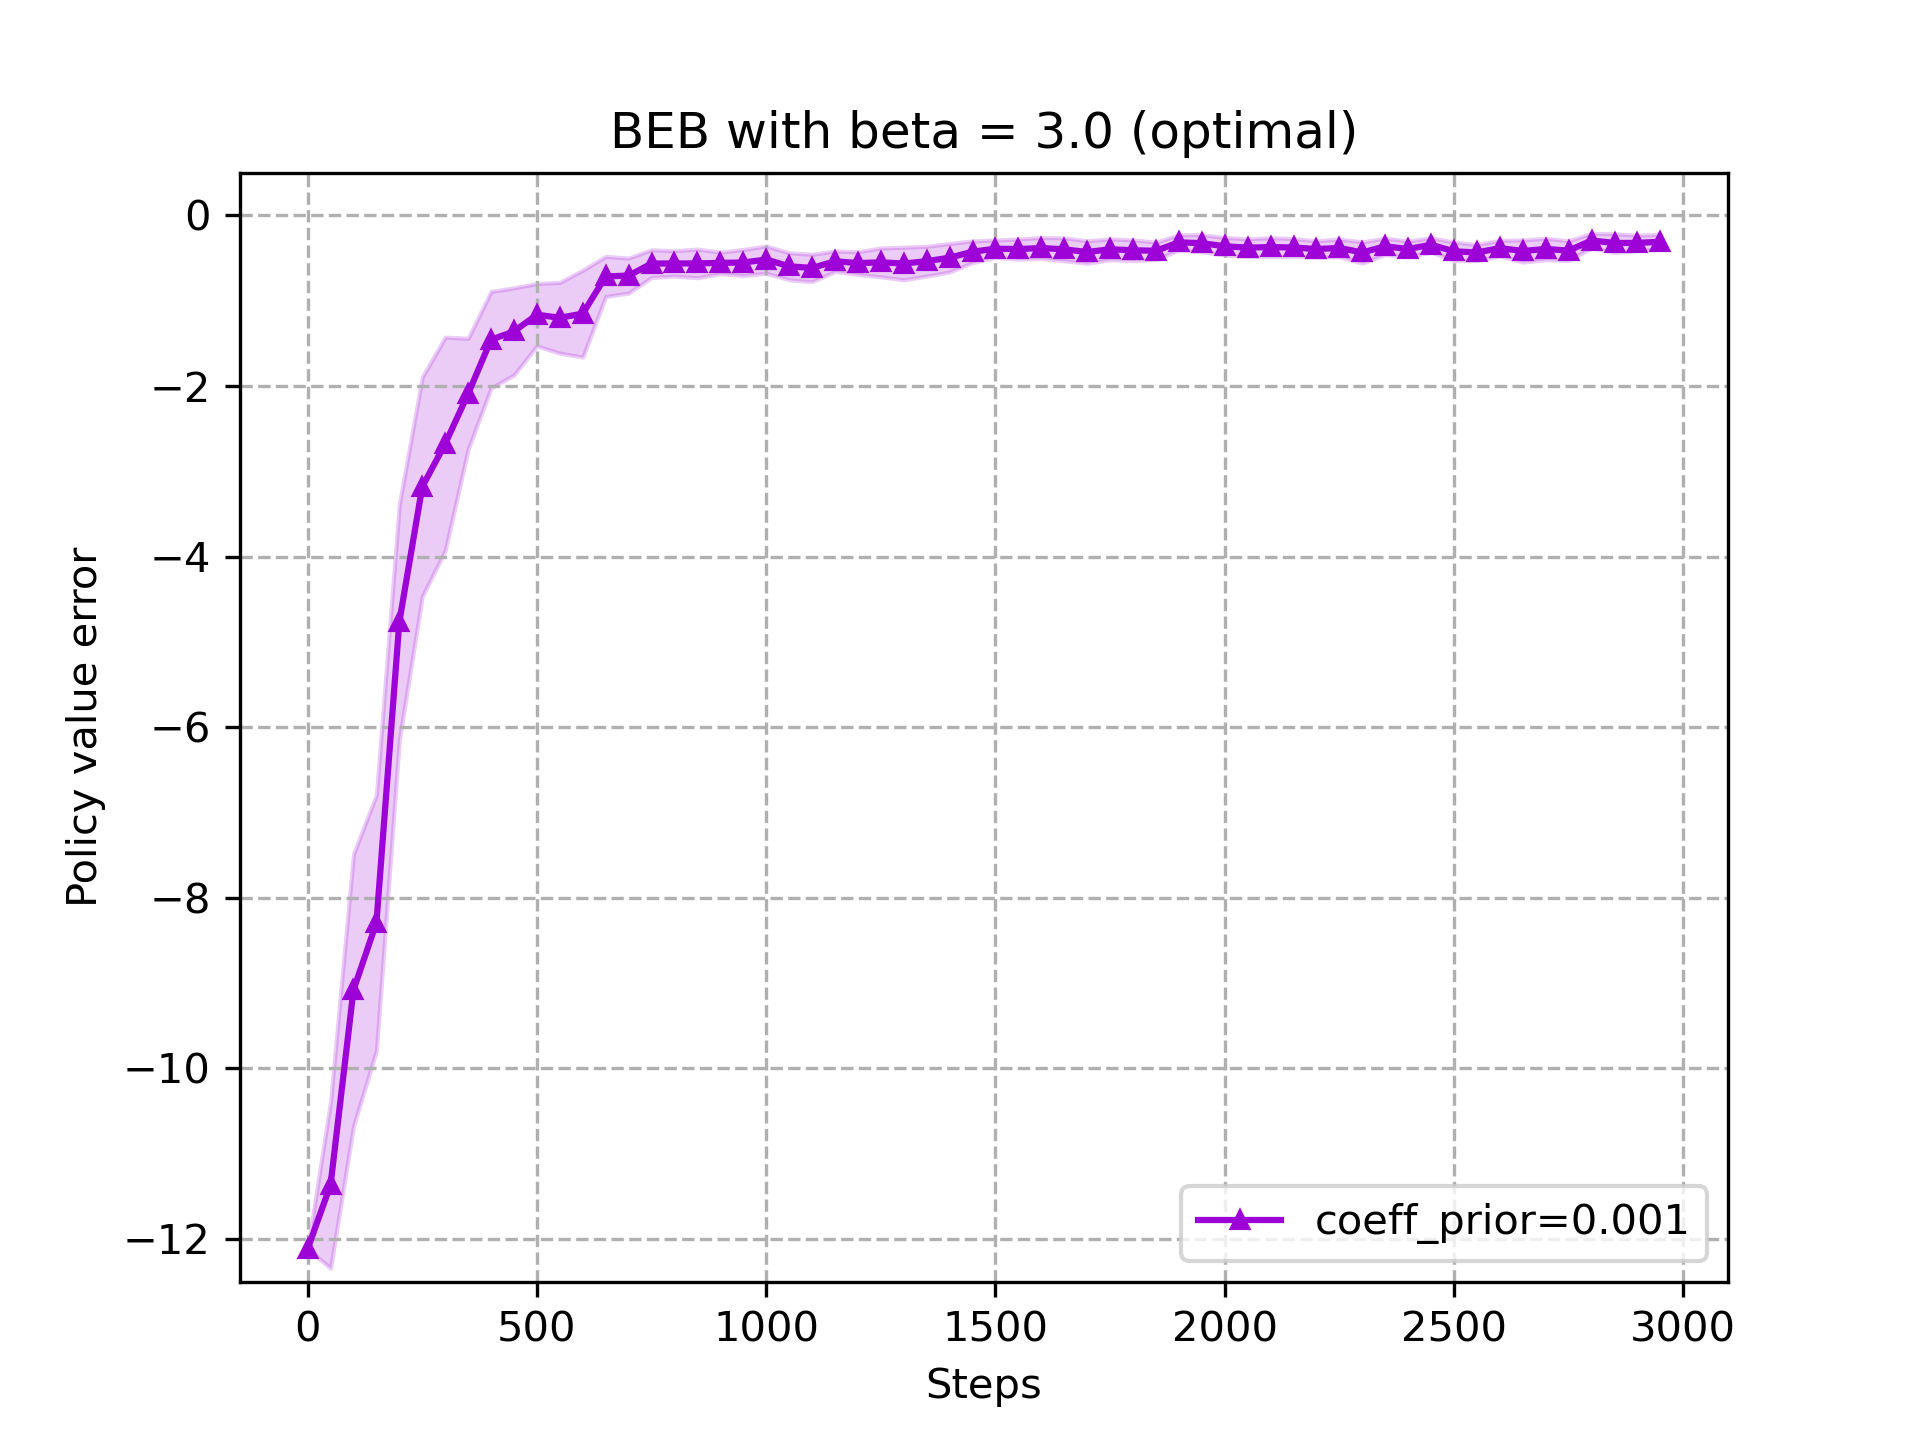 BEB with beta = 3.0 (optimal)
0
−2
−4
−6
−8
−10
−12
Policy value error
coeff_prior=0.001
0 500 1000 1500 2000 2500 3000
Steps